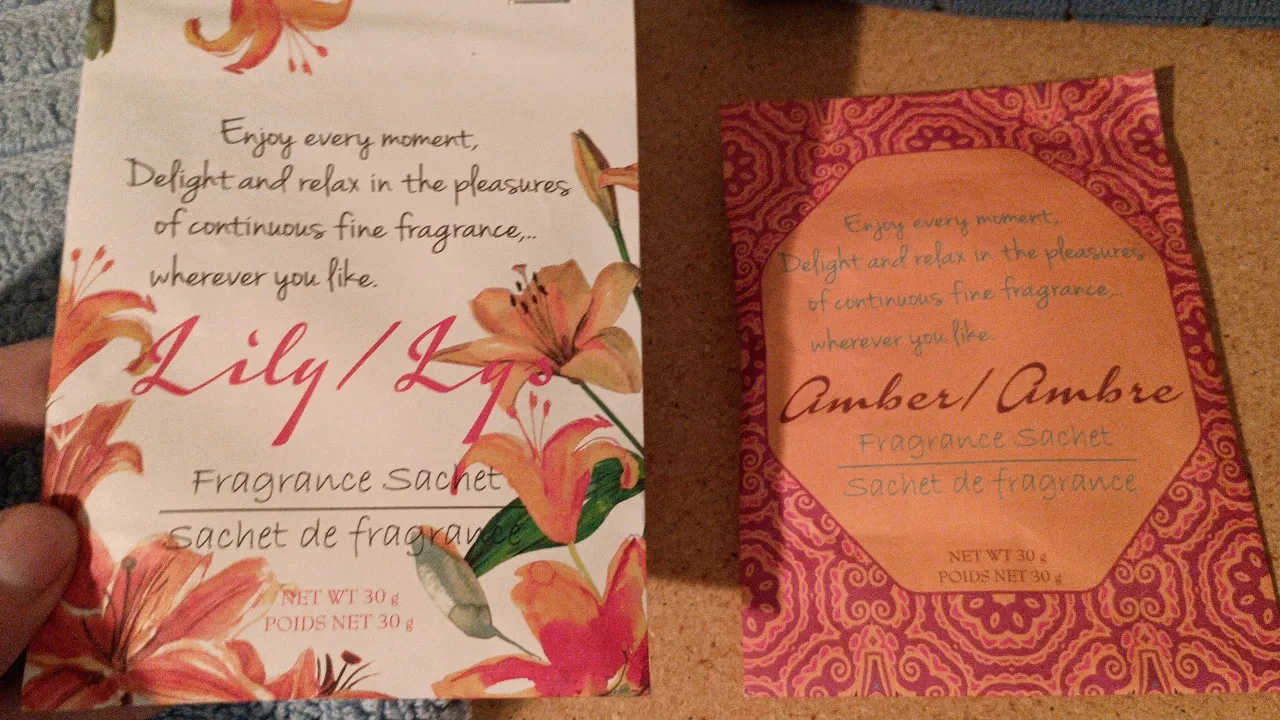 Enjoy every moment,
Delight and relax in the pleasures
of continuous fine fragrance,..
wherever you like.
Lily/Lys
Fragrance Sachet
Sachet de fragrance
NET WT 30 g
POIDS NET 30 g
Enjoy every moment,
Delight and relax in the pleasures
of continuous fine fragrance,..
wherever you like.
Amber/Ambre
Fragrance Sachet
Sachet de fragrance
NET WT 30 g
POIDS NET 30 g